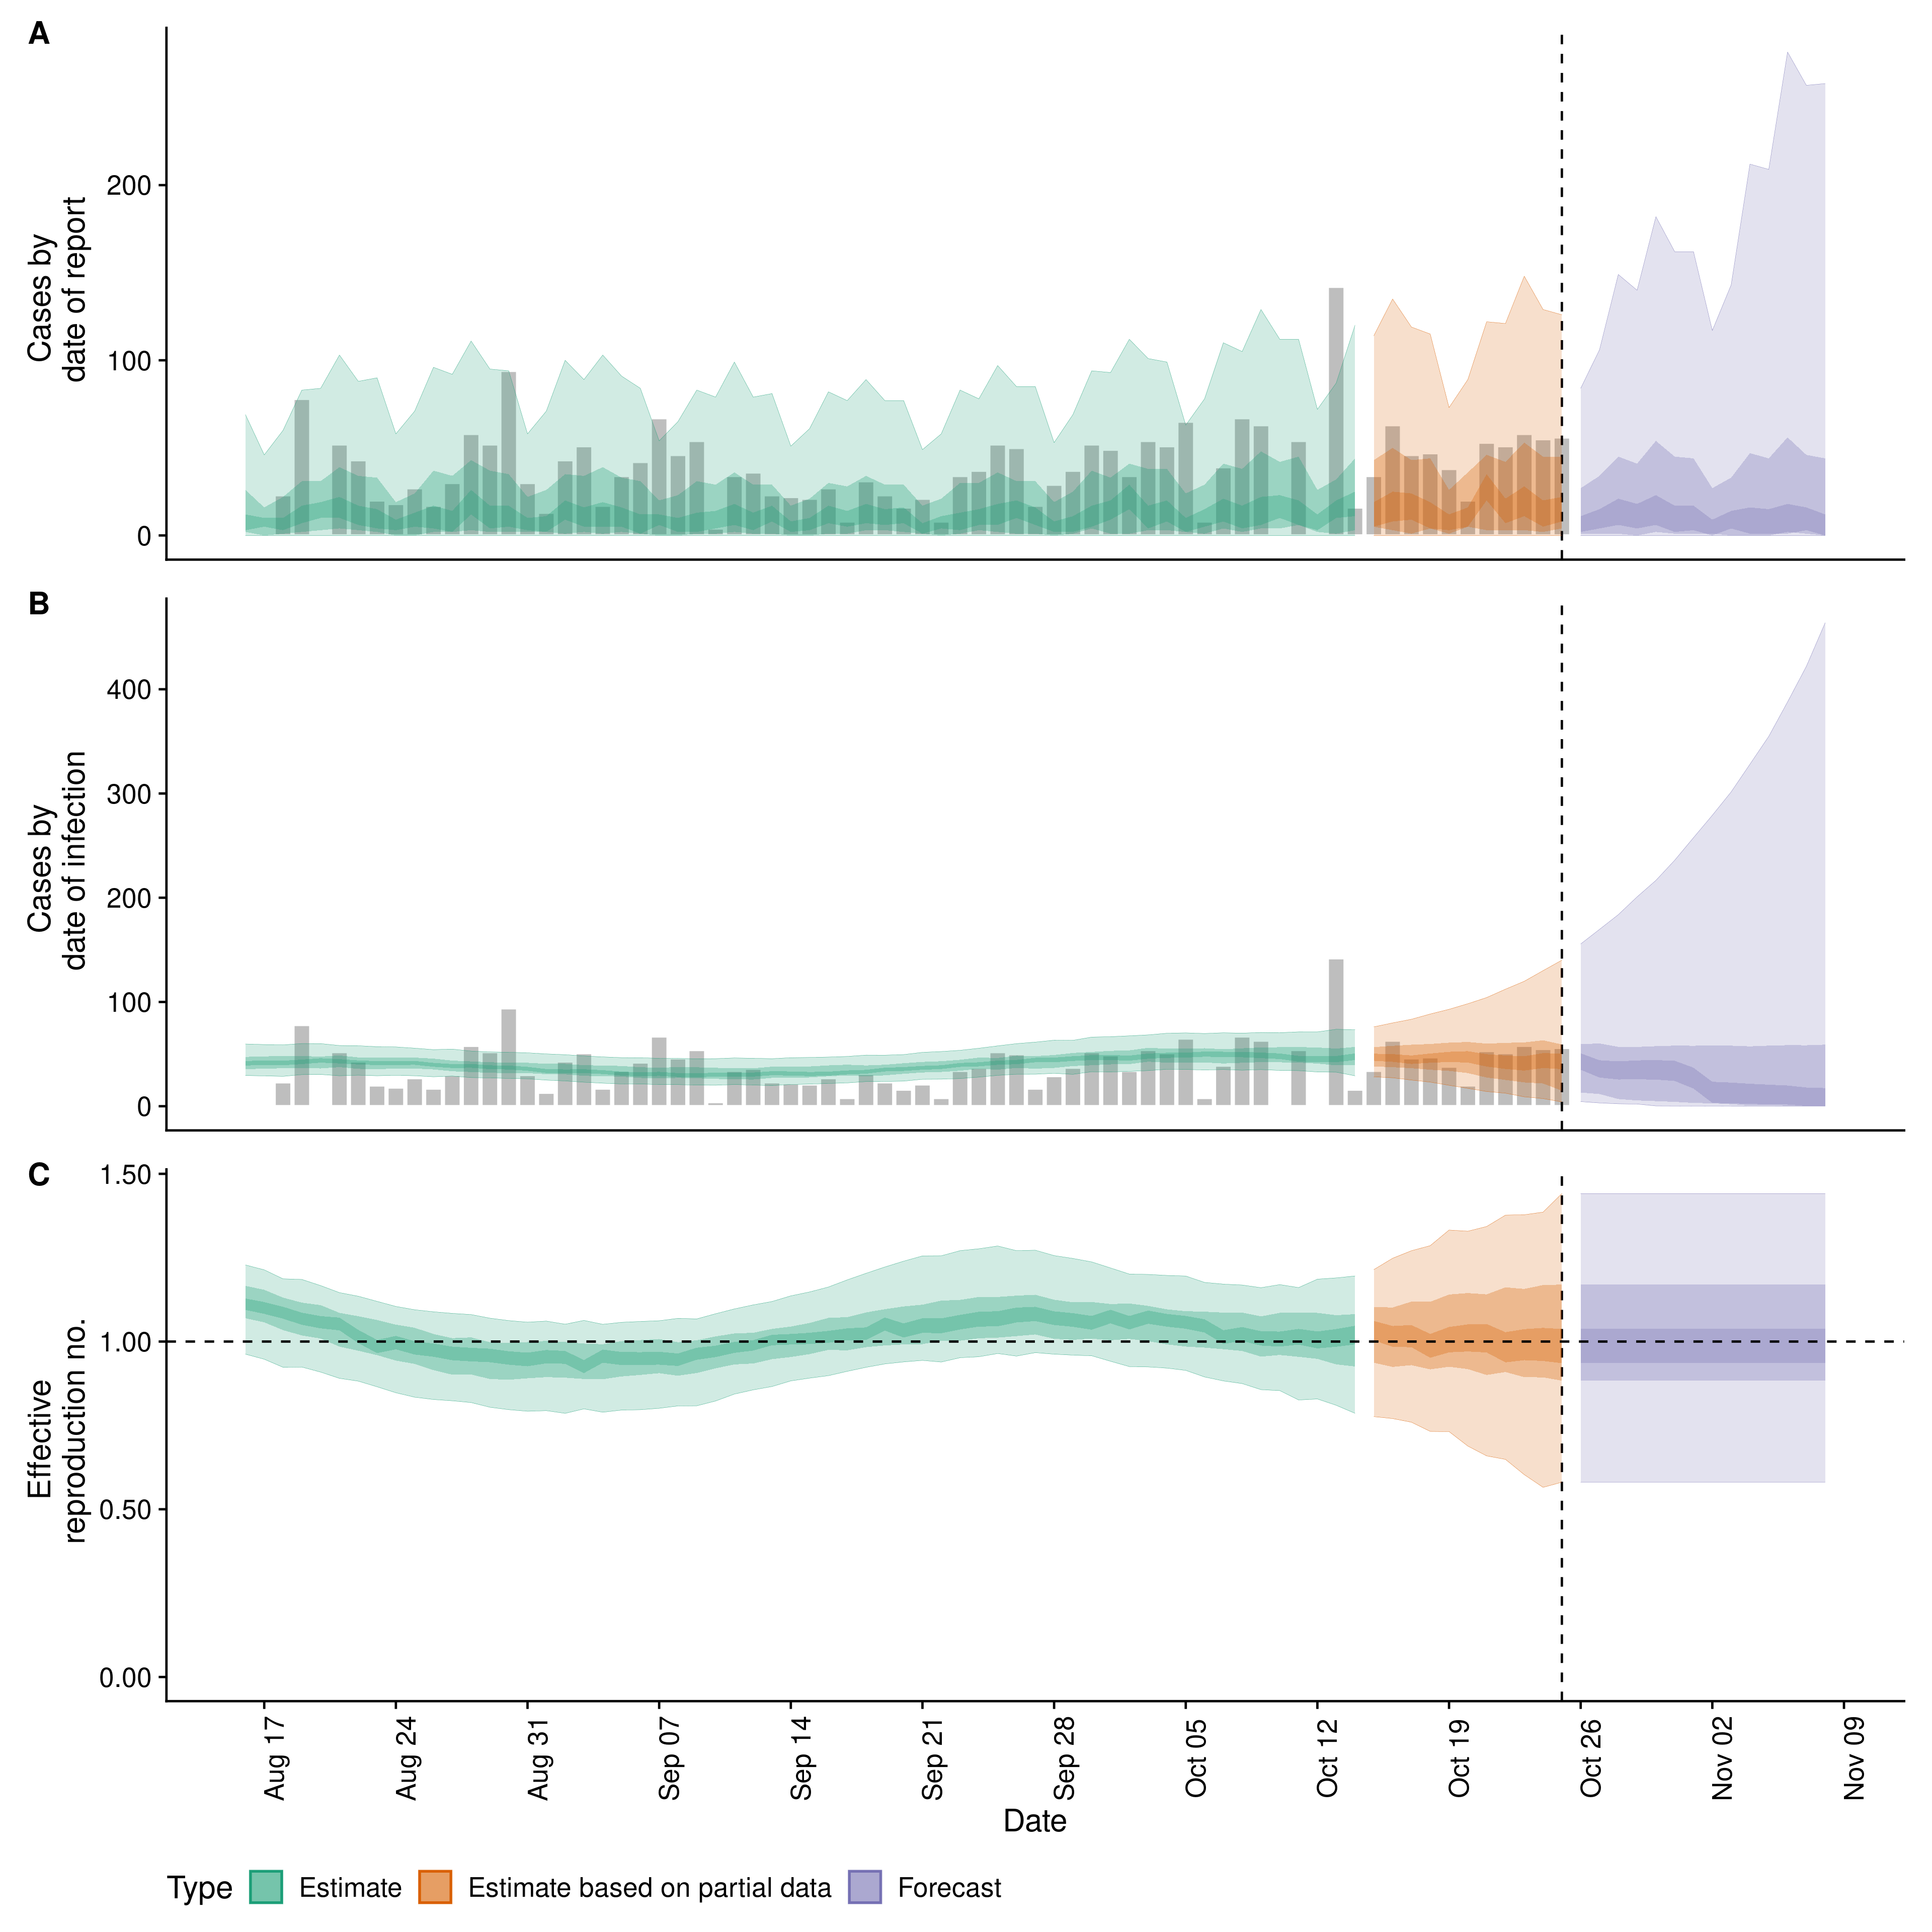 A
Cases by
date of report
200
100
0
B
Cases by
date of infection
400
300
200
100
0
C
Effective
reproduction no.
1.50
1.00
0.50
0.00
Aug 17
Aug 24
Aug 31
Sep 07
Sep 14
Sep 21
Sep 28
Oct 05
Oct 12
Oct 19
Oct 26
Nov 02
Nov 09
Date
Type Estimate Estimate based on partial data Forecast